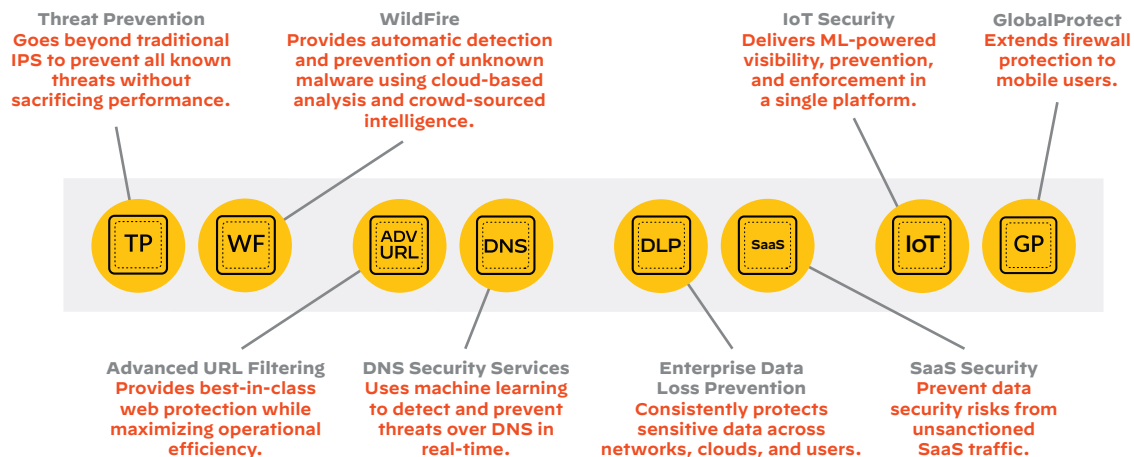 Threat Prevention
Goes beyond traditional
IPS to prevent all known
threats without
sacrificing performance.
WildFire
Provides automatic detection
and prevention of unknown
malware using cloud-based
analysis and crowd-sourced
intelligence.
IoT Security
Delivers ML-powered
visibility, prevention,
and enforcement in
a single platform.
GlobalProtect
Extends firewall
protection to
mobile users.
TP
WF
ADV
URL
DNS
DLP
SaaS
IoT
GP
Advanced URL Filtering
Provides best-in-class
web protection while
maximizing operational
efficiency.
DNS Security Services
Uses machine learning
to detect and prevent
threats over DNS in
real-time.
Enterprise Data
Loss Prevention
Consistently protects
sensitive data across
networks, clouds, and users.
SaaS Security
Prevent data
security risks from
unsanctioned
SaaS traffic.